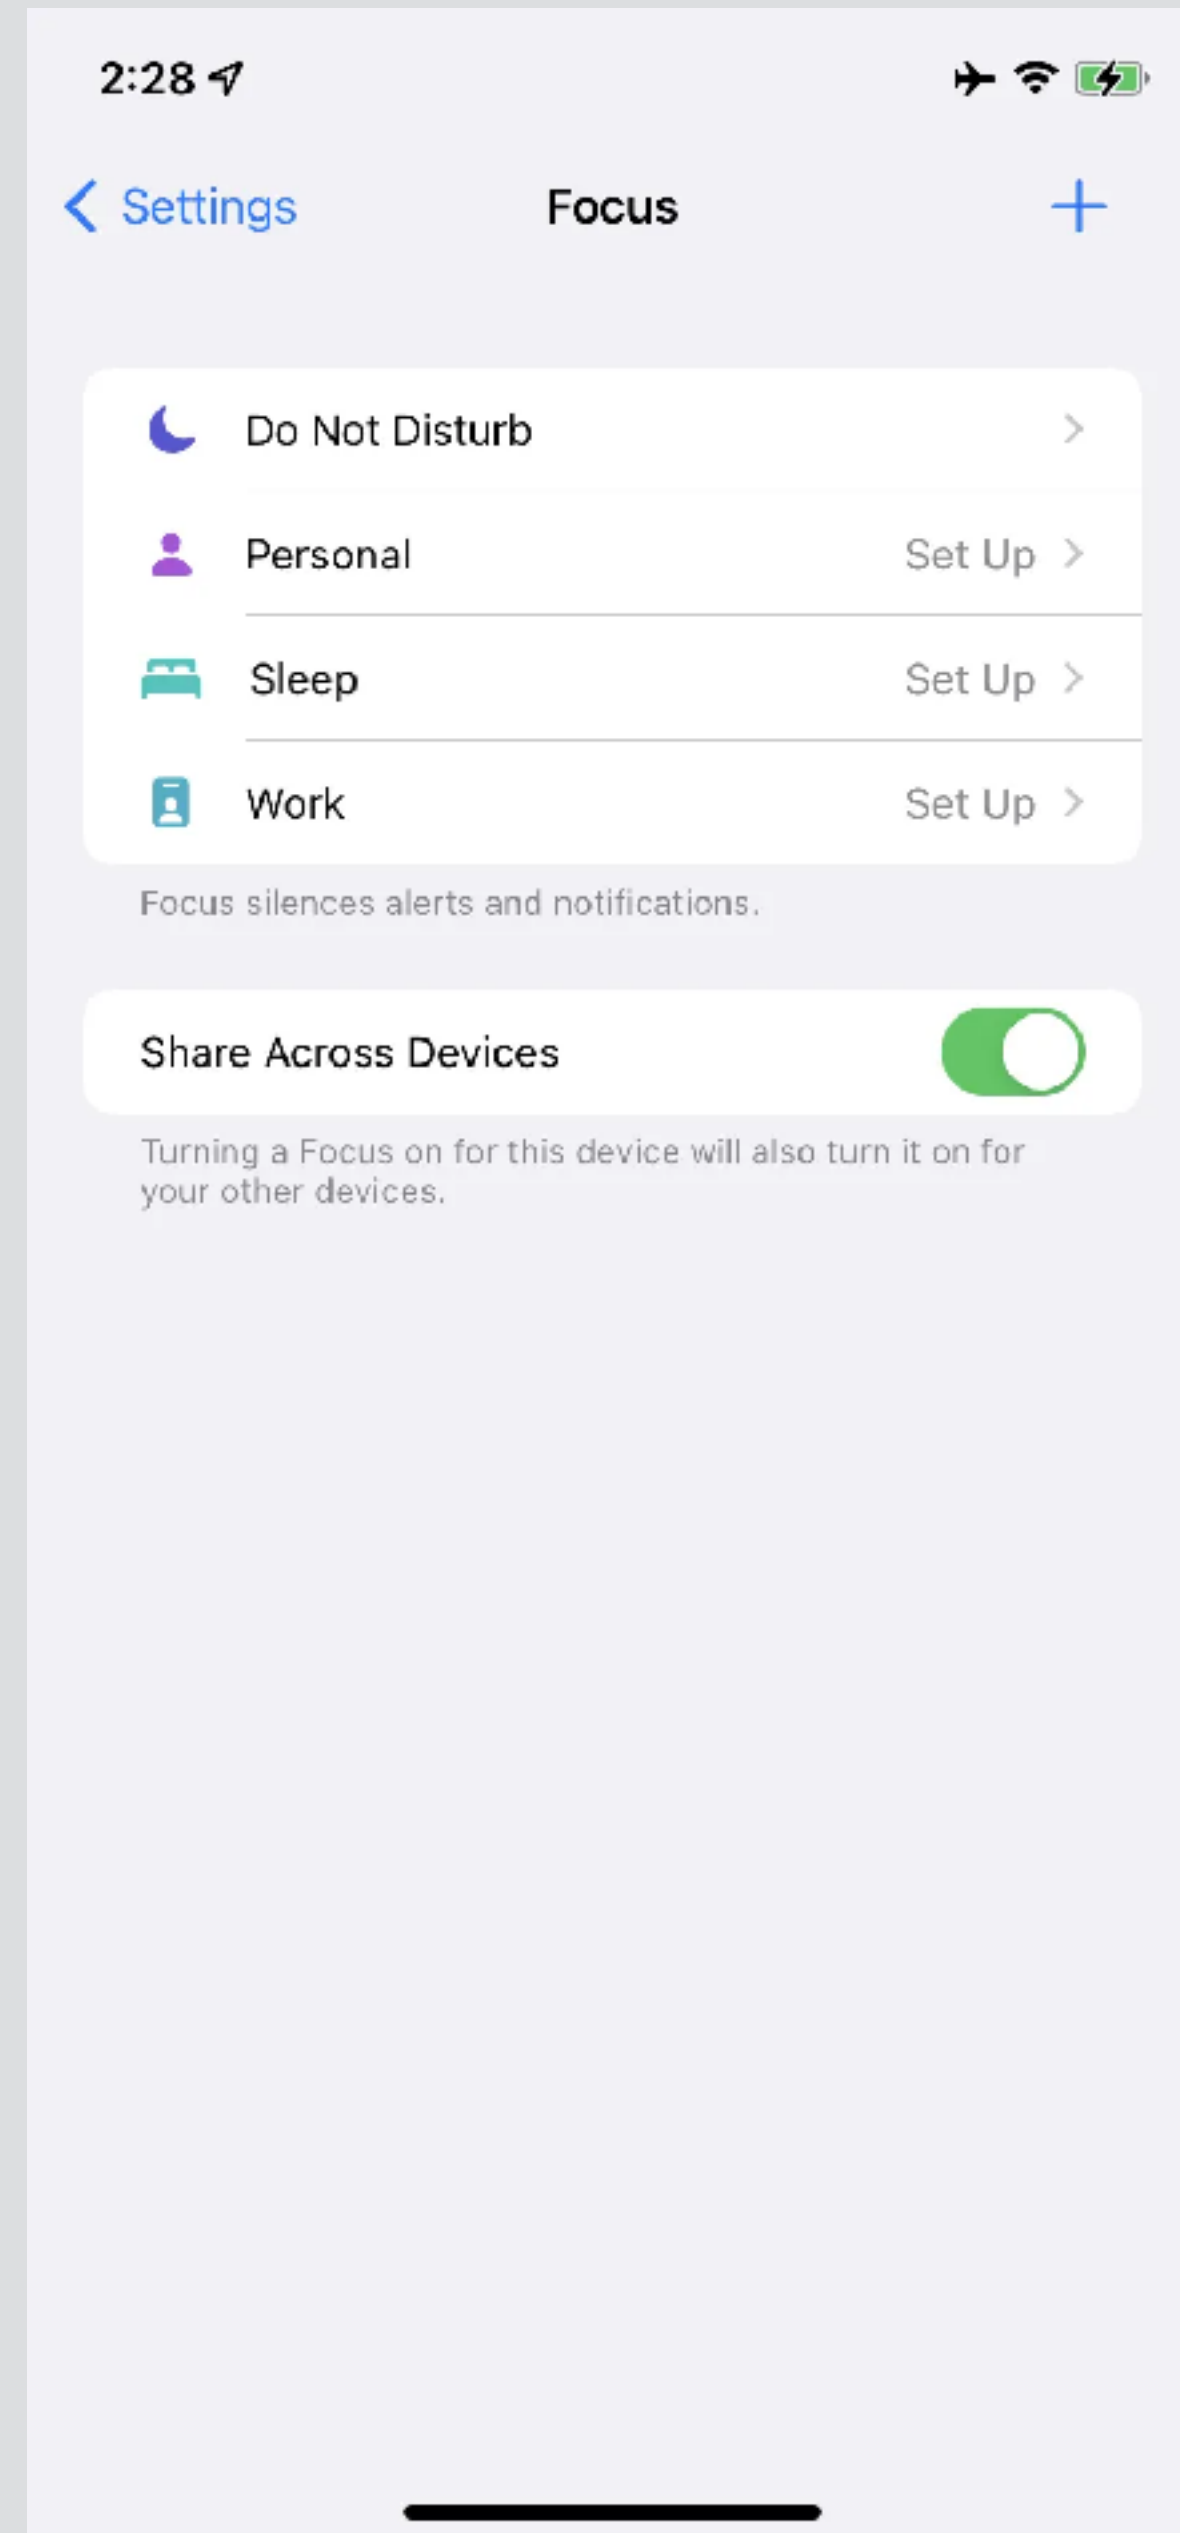 2:28
Settings
Focus
Do Not Disturb
Personal
Set Up
Sleep
Set Up
Work
Set Up
Focus silences alerts and notifications.
Share Across Devices
Turning a Focus on for this device will also turn it on for
your other devices.